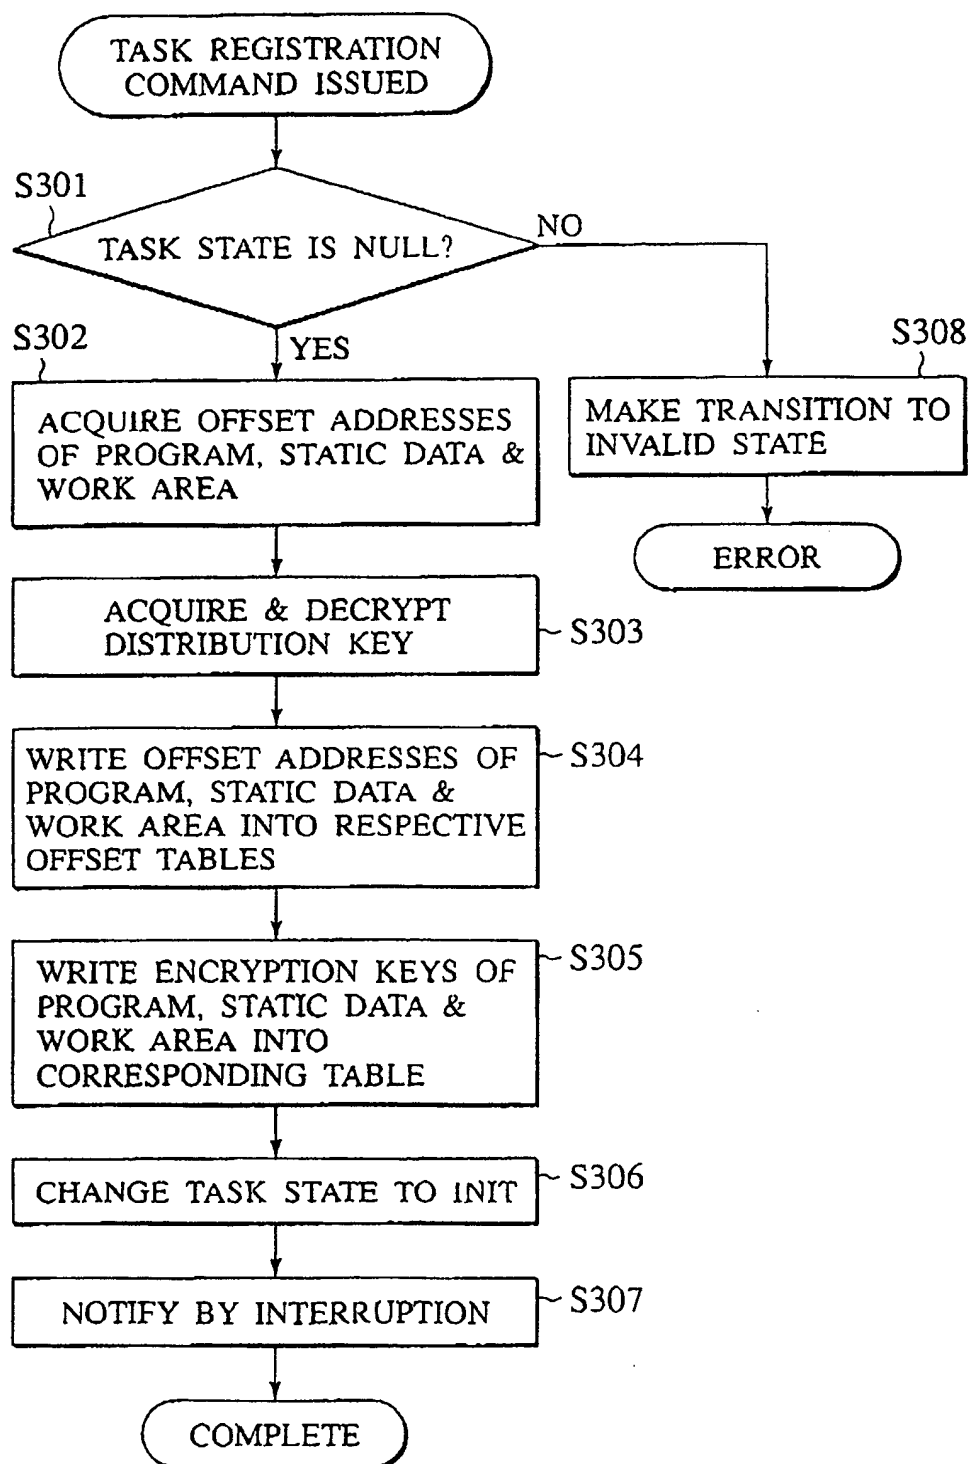 TASK REGISTRATION
COMMAND ISSUED
S301
TASK STATE IS NULL?
NO
YES
S302
ACQUIRE OFFSET ADDRESSES
OF PROGRAM, STATIC DATA &
WORK AREA
S308
MAKE TRANSITION TO
INVALID STATE
ERROR
ACQUIRE & DECRYPT
DISTRIBUTION KEY
S303
WRITE OFFSET ADDRESSES OF
PROGRAM, STATIC DATA &
WORK AREA INTO RESPECTIVE
OFFSET TABLES
S304
WRITE ENCRYPTION KEYS OF
PROGRAM, STATIC DATA &
WORK AREA INTO
CORRESPONDING TABLE
S305
CHANGE TASK STATE TO INIT
S306
NOTIFY BY INTERRUPTION
S307
COMPLETE